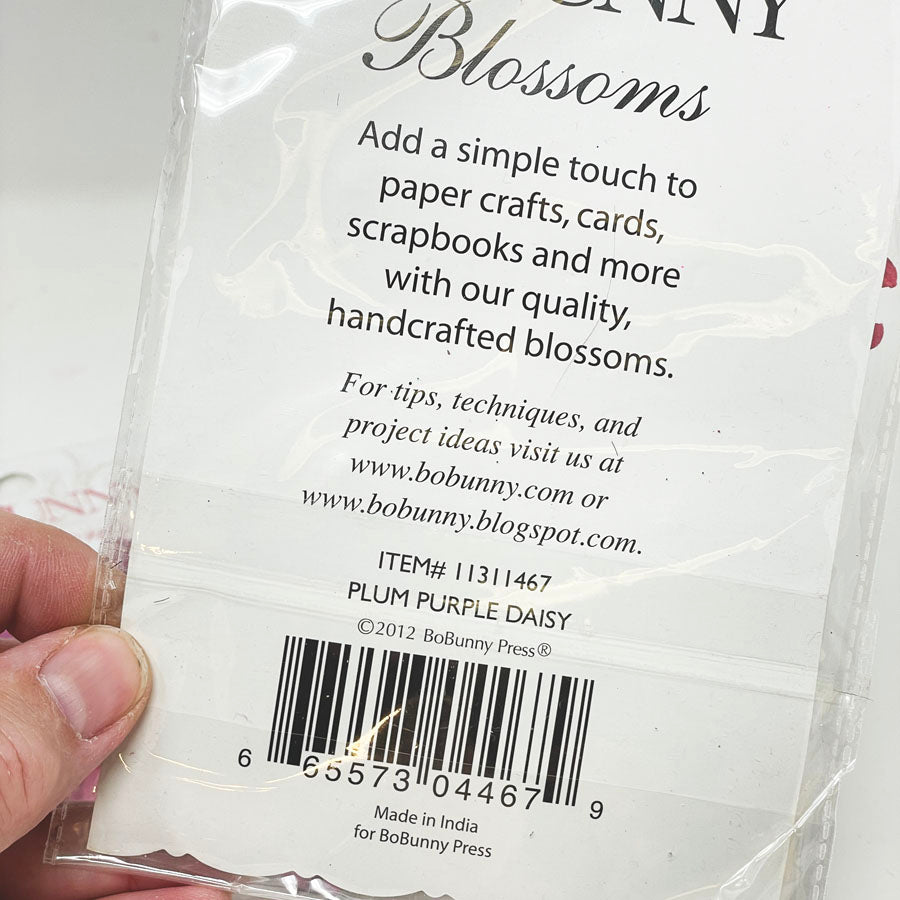 Blossoms
Add a simple touch to
paper crafts, cards,
scrapbooks and more
with our quality,
handcrafted blossoms.
For tips, techniques, and
project ideas visit us at
www.bobunny.com or
www.bobunny.blogspot.com.
ITEM# 11311467
PLUM PURPLE DAISY
©2012 BoBunny Press®
6 65573 04467 9
Made in India
for BoBunny Press